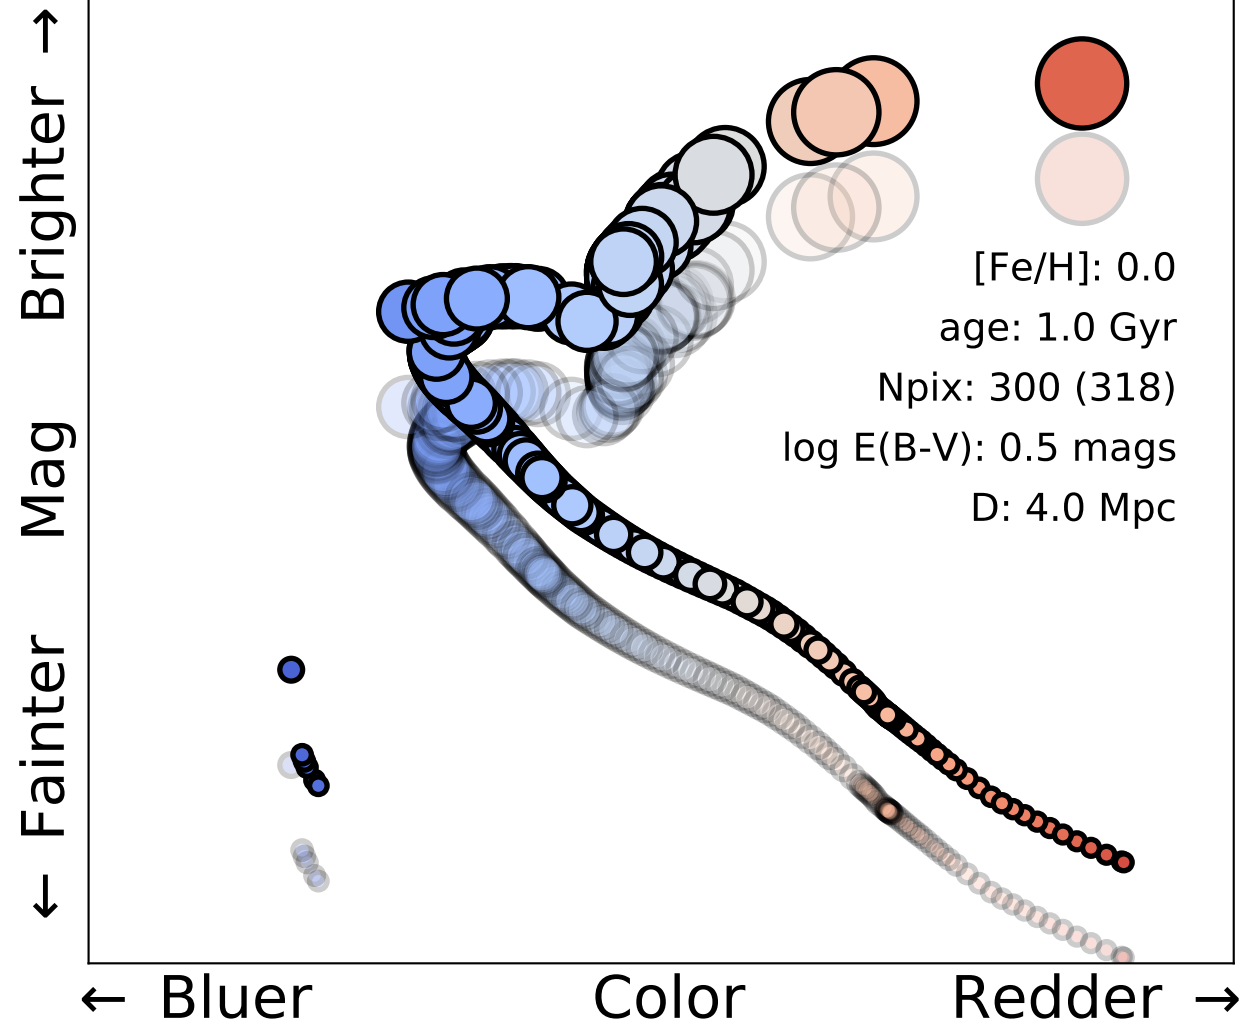 ← Fainter Mag Brighter →
[Fe/H]: 0.0
age: 1.0 Gyr
Npix: 300 (318)
log E(B-V): 0.5 mags
D: 4.0 Mpc
← Bluer Color Redder →